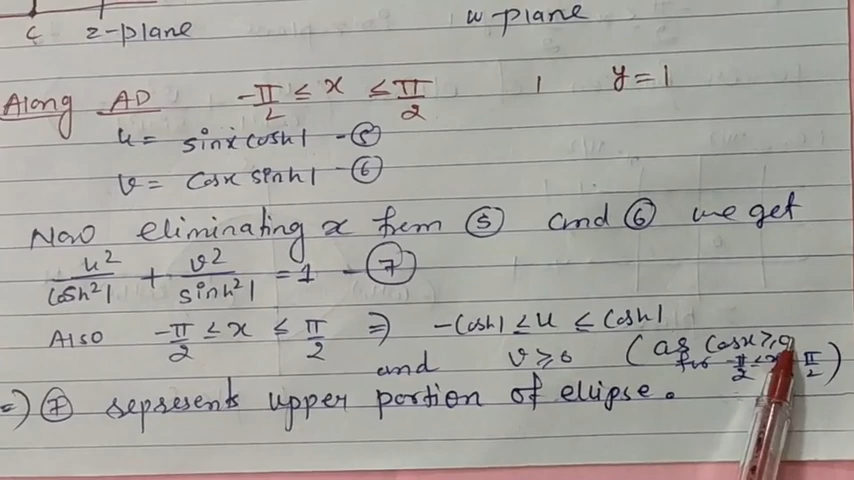 c z-plane w-plane
Along AD -π/2 ≤ x ≤ π/2 , y = 1
u = sinx cosh1 - ⑤
v = cosx sinh1 - ⑥
Now eliminating x from ⑤ and ⑥ we get
u²/cosh²1 + v²/sinh²1 = 1 - ⑦
Also -π/2 ≤ x ≤ π/2 ⇒ -cosh1 ≤ u ≤ cosh1
and v ≥ 0 (as cosx ≥ 0
for -π/2 ≤ x π/2)
⇒ ⑦ represents upper portion of ellipse.